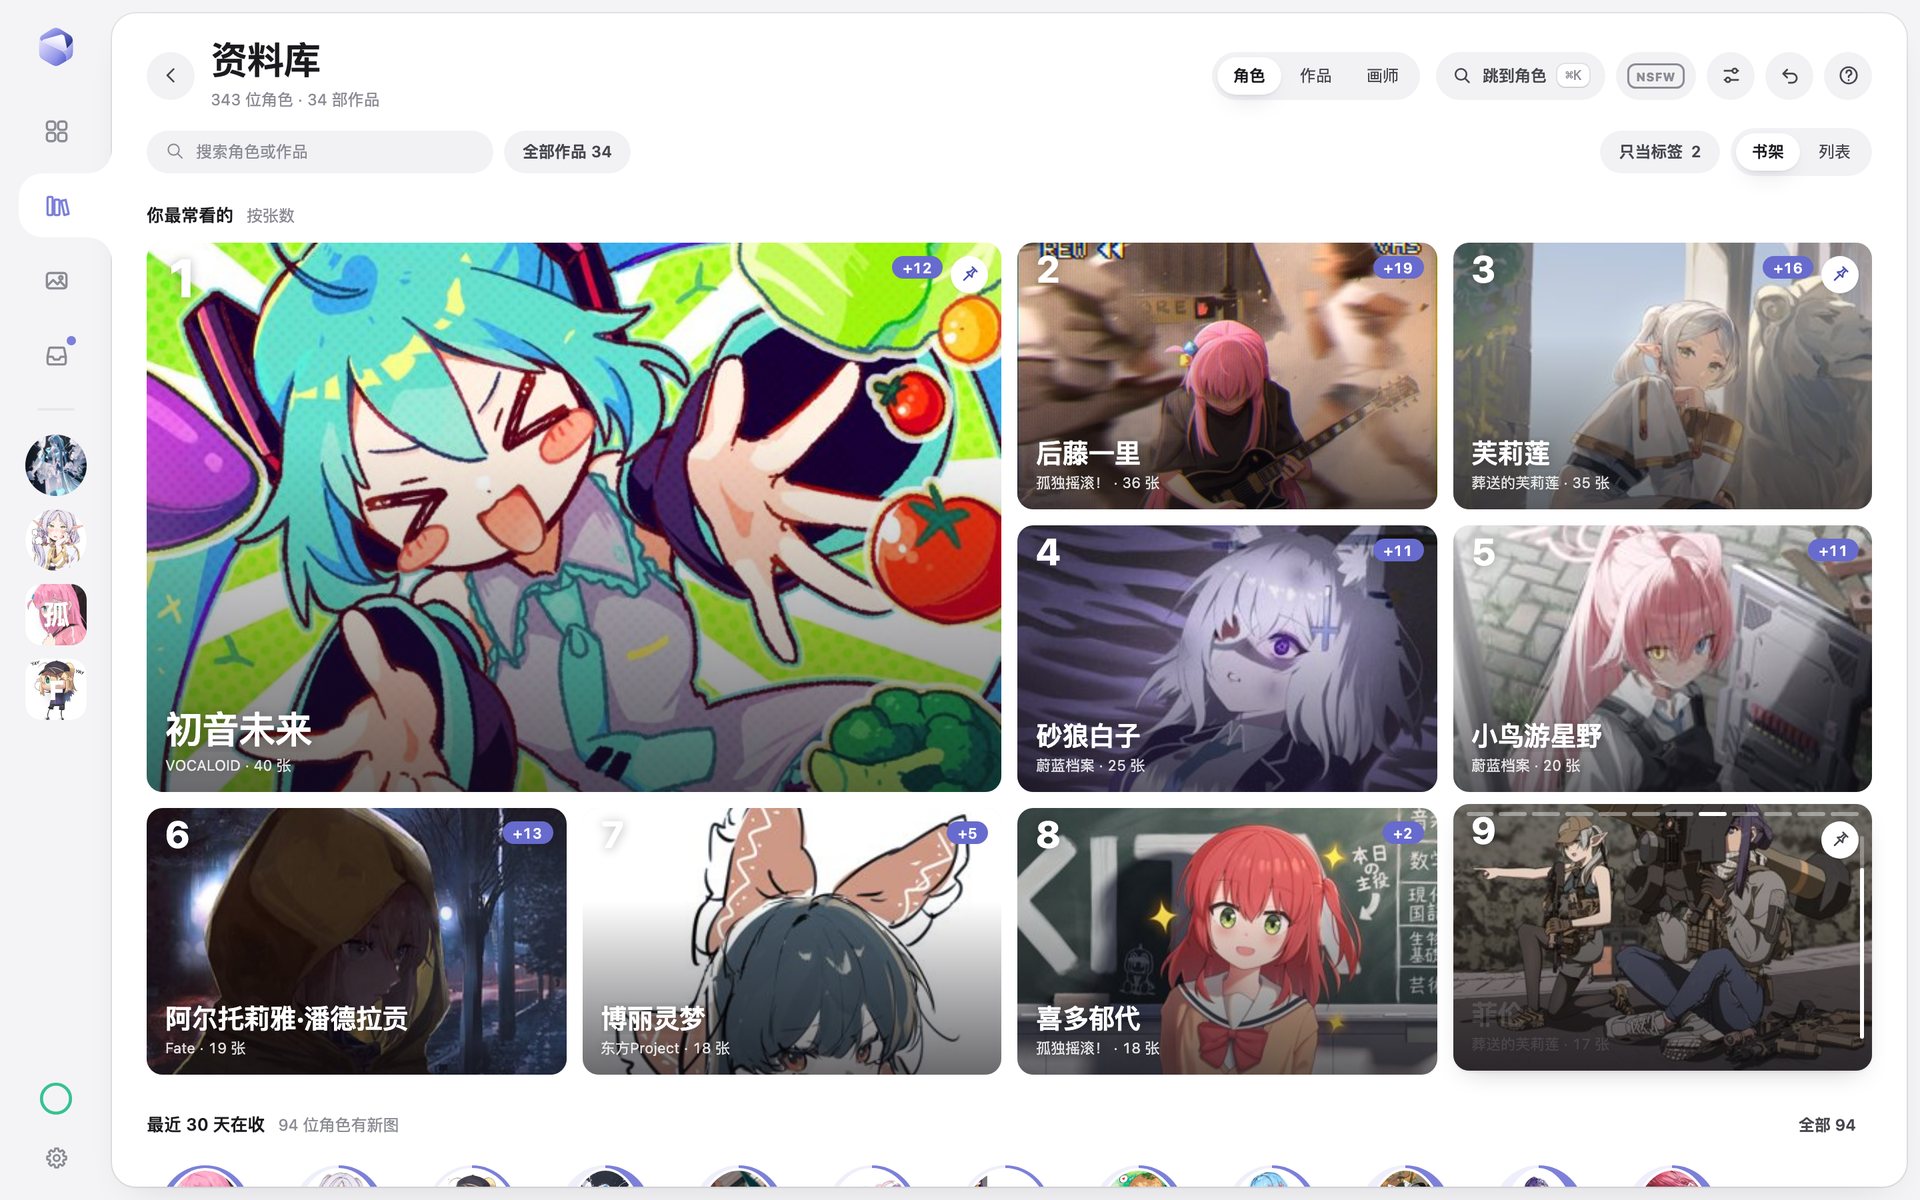 资料库
343 位角色 · 34 部作品
角色
作品
画师
跳到角色
⌘K
NSFW
搜索角色或作品
全部作品 34
只当标签 2
书架
列表
你最常看的 按张数
1
+12
初音未来
VOCALOID · 40 张
2
+19
后藤一里
孤独摇滚！ · 36 张
3
+16
芙莉莲
葬送的芙莉莲 · 35 张
4
+11
砂狼白子
蔚蓝档案 · 25 张
5
+11
小鸟游星野
蔚蓝档案 · 20 张
孤
F
6
+13
阿尔托莉雅·潘德拉贡
Fate · 19 张
7
+5
博丽灵梦
东方Project · 18 张
8
+2
本日
の
主役
喜多郁代
孤独摇滚！ · 18 张
9
菲伦
葬送的芙莉莲 · 17 张
最近 30 天在收 94 位角色有新图
全部 94